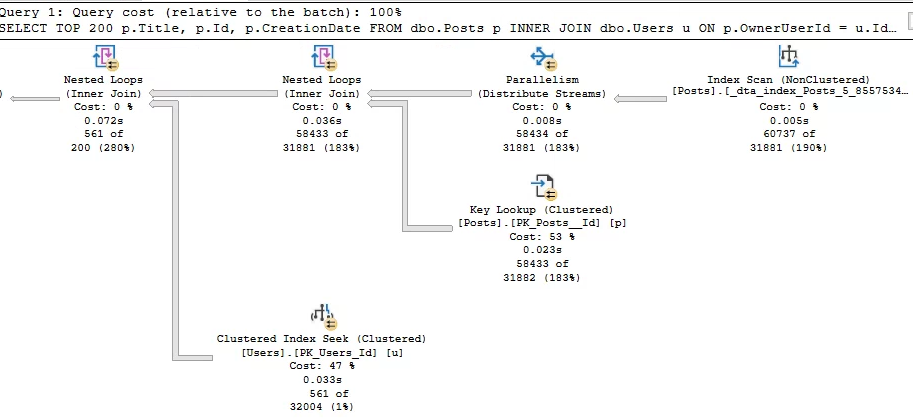 Query 1: Query cost (relative to the batch): 100%
SELECT TOP 200 p.Title, p.Id, p.CreationDate FROM dbo.Posts p INNER JOIN dbo.Users u ON p.OwnerUserId = u.Id…
Nested Loops
(Inner Join)
Cost: 0 %
0.072s
561 of
200 (280%)
Nested Loops
(Inner Join)
Cost: 0 %
0.036s
58433 of
31881 (183%)
Parallelism
(Distribute Streams)
Cost: 0 %
0.008s
58434 of
31881 (183%)
Index Scan (NonClustered)
[Posts].[_dta_index_Posts_5_8557534…
Cost: 0 %
0.005s
60737 of
31881 (190%)
Key Lookup (Clustered)
[Posts].[PK_Posts__Id] [p]
Cost: 53 %
0.023s
58433 of
31882 (183%)
Clustered Index Seek (Clustered)
[Users].[PK_Users_Id] [u]
Cost: 47 %
0.033s
561 of
32004 (1%)